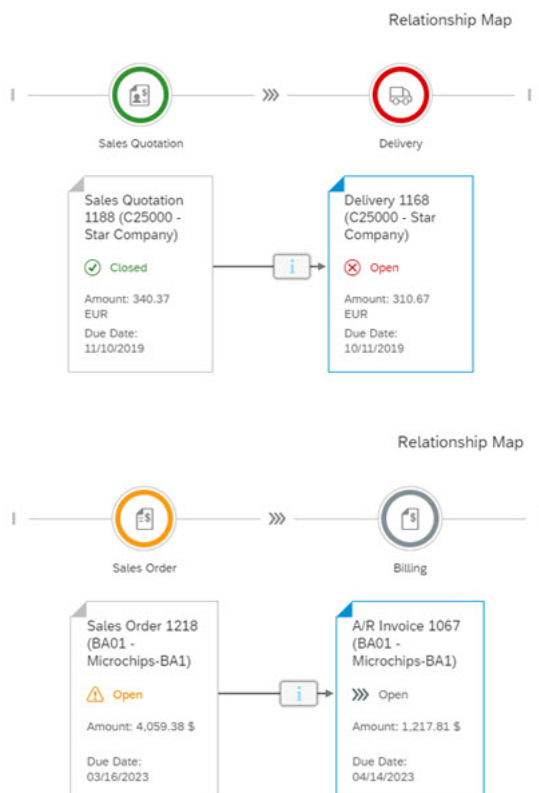 Relationship Map
Sales Quotation
Delivery
Sales Quotation
1188 (C25000 -
Star Company)
Closed
Amount: 340.37
EUR
Due Date:
11/10/2019
i
Delivery 1168
(C25000 - Star
Company)
Open
Amount: 310.67
EUR
Due Date:
10/11/2019
Relationship Map
Sales Order
Billing
Sales Order 1218
(BA01 -
Microchips-BA1)
Open
Amount: 4,059.38 $
Due Date:
03/16/2023
i
A/R Invoice 1067
(BA01 -
Microchips-BA1)
Open
Amount: 1,217.81 $
Due Date:
04/14/2023